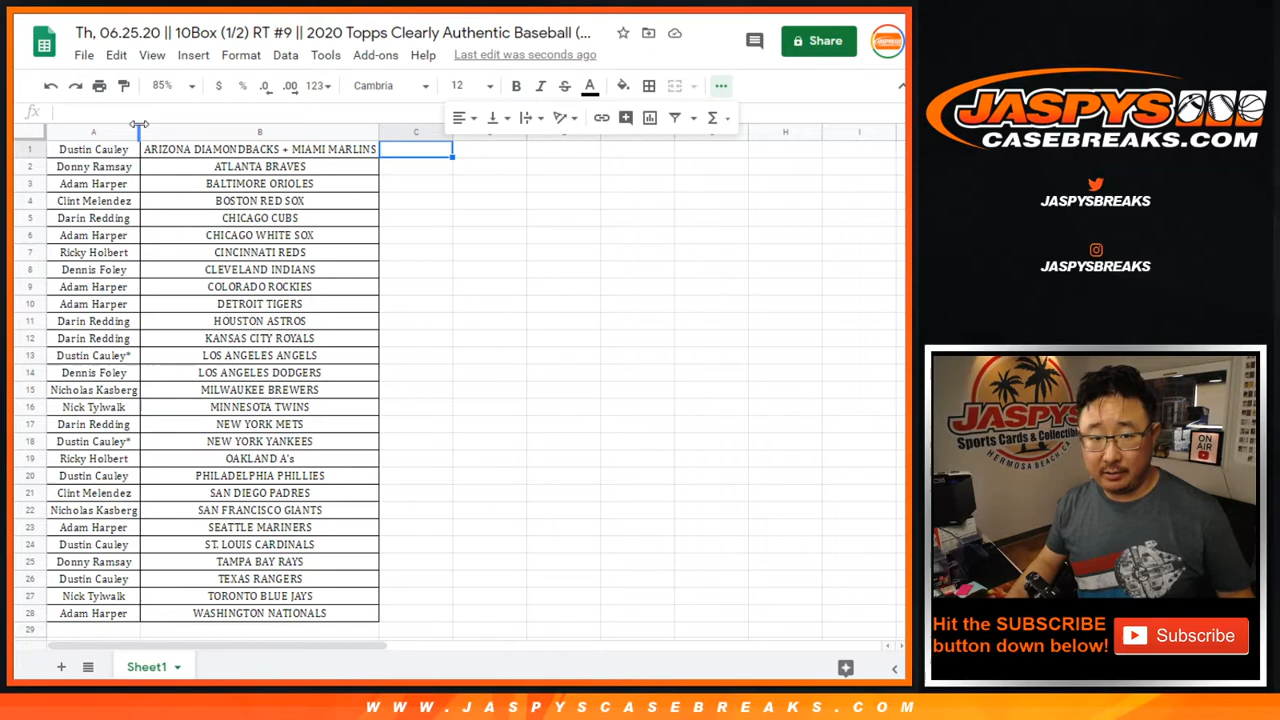 Th, 06.25.20 || 10Box (1/2) RT #9 || 2020 Topps Clearly Authentic Baseball (...
File Edit View Insert Format Data Tools Add-ons Help Last edit was seconds ago
Share
85% $ % .0 .00 123 Cambria 12 B I S A
fx
A B C H I
1 Dustin Cauley ARIZONA DIAMONDBACKS + MIAMI MARLINS
2 Donny Ramsay ATLANTA BRAVES
3 Adam Harper BALTIMORE ORIOLES
4 Clint Melendez BOSTON RED SOX
5 Darin Redding CHICAGO CUBS
6 Adam Harper CHICAGO WHITE SOX
7 Ricky Holbert CINCINNATI REDS
8 Dennis Foley CLEVELAND INDIANS
9 Adam Harper COLORADO ROCKIES
10 Adam Harper DETROIT TIGERS
11 Darin Redding HOUSTON ASTROS
12 Darin Redding KANSAS CITY ROYALS
13 Dustin Cauley* LOS ANGELES ANGELS
14 Dennis Foley LOS ANGELES DODGERS
15 Nicholas Kasberg MILWAUKEE BREWERS
16 Nick Tylwalk MINNESOTA TWINS
17 Darin Redding NEW YORK METS
18 Dustin Cauley* NEW YORK YANKEES
19 Ricky Holbert OAKLAND A's
20 Dustin Cauley PHILADELPHIA PHILLIES
21 Clint Melendez SAN DIEGO PADRES
22 Nicholas Kasberg SAN FRANCISCO GIANTS
23 Adam Harper SEATTLE MARINERS
24 Dustin Cauley ST. LOUIS CARDINALS
25 Donny Ramsay TAMPA BAY RAYS
26 Dustin Cauley TEXAS RANGERS
27 Nick Tylwalk TORONTO BLUE JAYS
28 Adam Harper WASHINGTON NATIONALS
29
Sheet1
JASPYS
CASEBREAKS.COM
JASPYSBREAKS
JASPYSBREAKS
JASPYS
Sports Cards & Collectibles
HERMOSA BEACH, CA
ON AIR
Hit the SUBSCRIBE
button down below!
Subscribe
WWW.JASPYSCASEBREAKS.COM